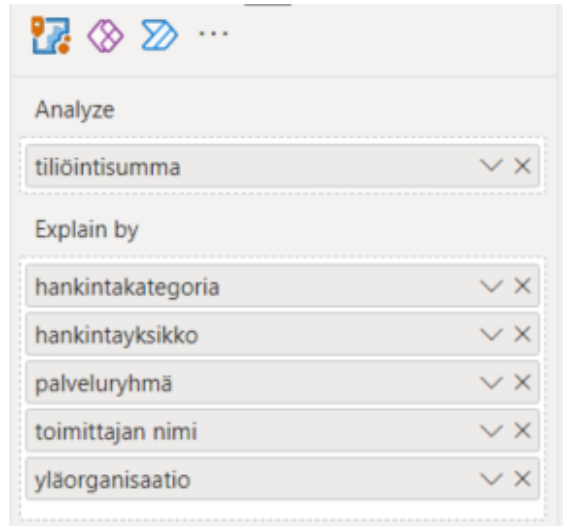 Analyze
tiliöintisumma
Explain by
hankintakategoria
hankintayksikko
palveluryhmä
toimittajan nimi
yläorganisaatio